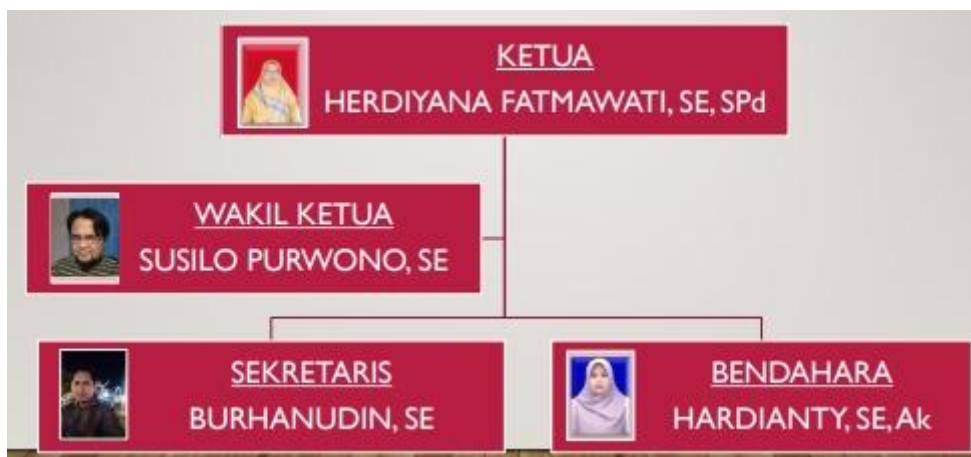 KETUA
HERDIYANA FATMAWATI, SE, SPd
WAKIL KETUA
SUSILO PURWONO, SE
SEKRETARIS
BURHANUDIN, SE
BENDAHARA
HARDIANTY, SE, Ak